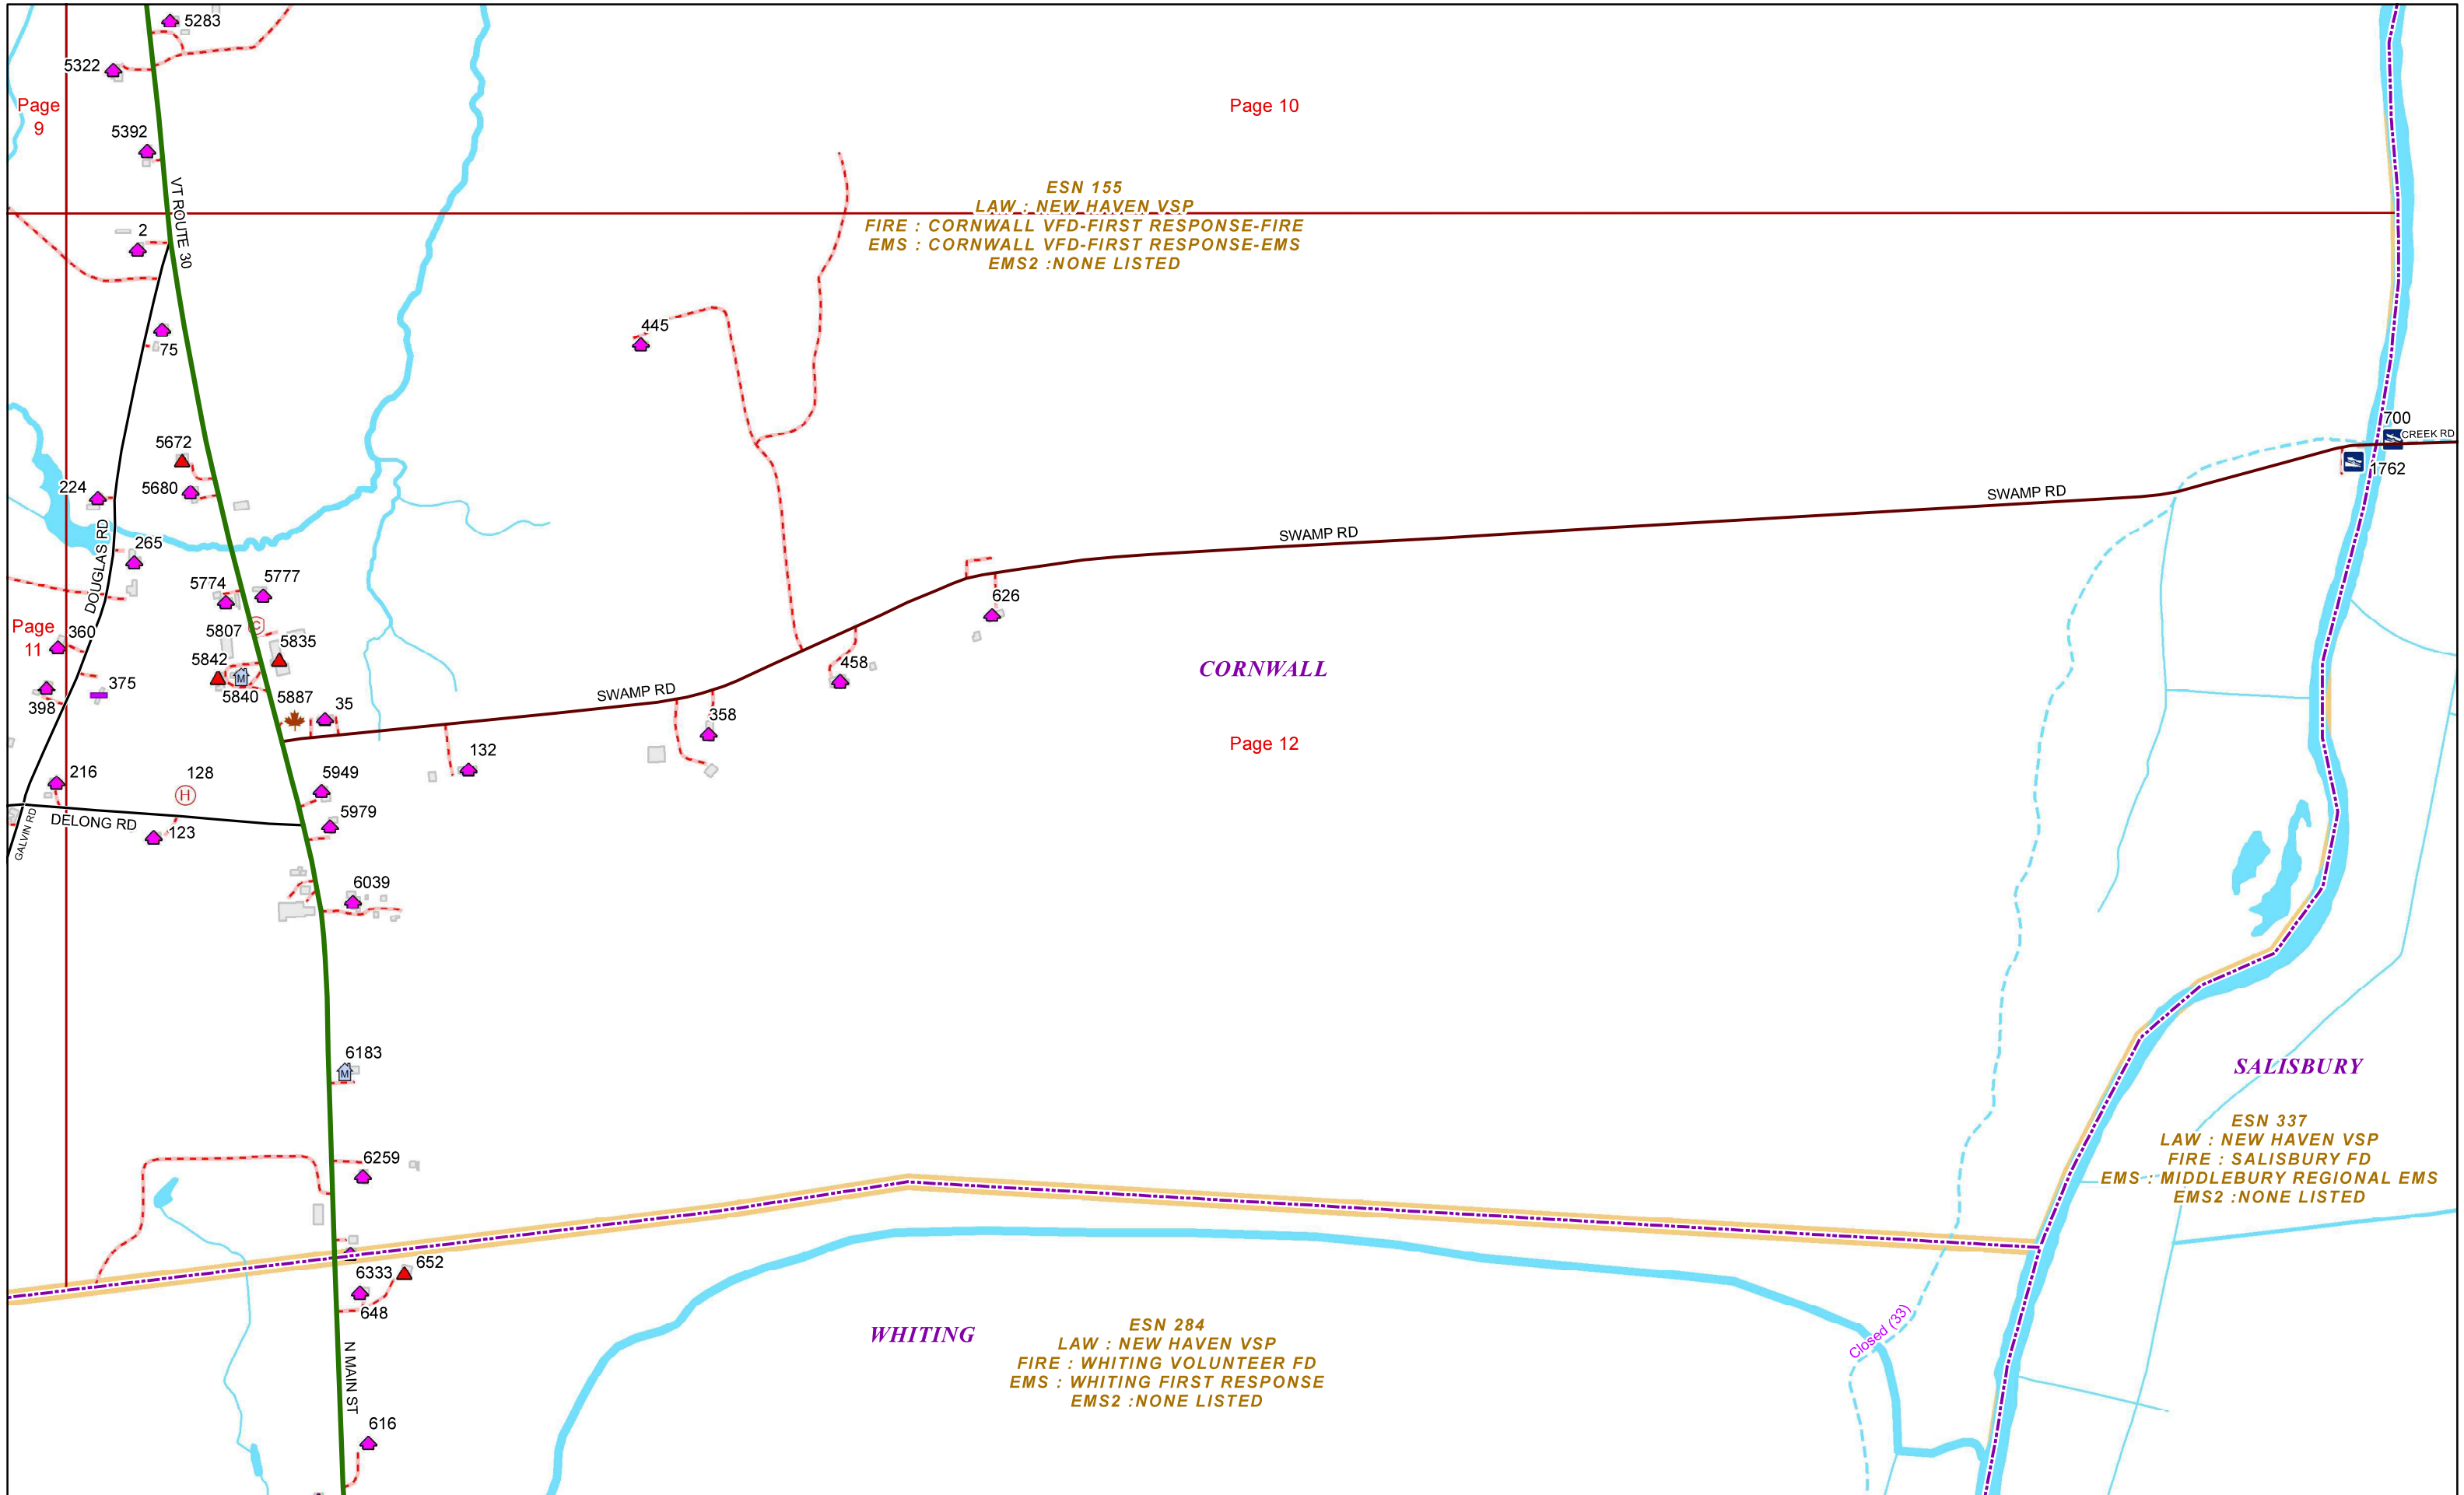 5283
5322
Page
9
Page 10
5392
VT ROUTE 30
ESN 155
LAW : NEW HAVEN VSP
FIRE : CORNWALL VFD-FIRST RESPONSE-FIRE
EMS : CORNWALL VFD-FIRST RESPONSE-EMS
EMS2 :NONE LISTED
2
445
75
700
CREEK RD
5672
1762
224
5680
SWAMP RD
SWAMP RD
DOUGLAS RD
265
5774
5777
626
Page
11
360
5807
C
5835
5842
M
458
CORNWALL
375
5840
5887
35
SWAMP RD
398
358
Page 12
132
216
128
H
5949
5979
DELONG RD
123
GALVIN RD
6039
6183
M
SALISBURY
ESN 337
LAW : NEW HAVEN VSP
FIRE : SALISBURY FD
EMS : MIDDLEBURY REGIONAL EMS
EMS2 :NONE LISTED
6259
652
6333
648
Closed (33)
WHITING
ESN 284
LAW : NEW HAVEN VSP
FIRE : WHITING VOLUNTEER FD
EMS : WHITING FIRST RESPONSE
EMS2 :NONE LISTED
N MAIN ST
616